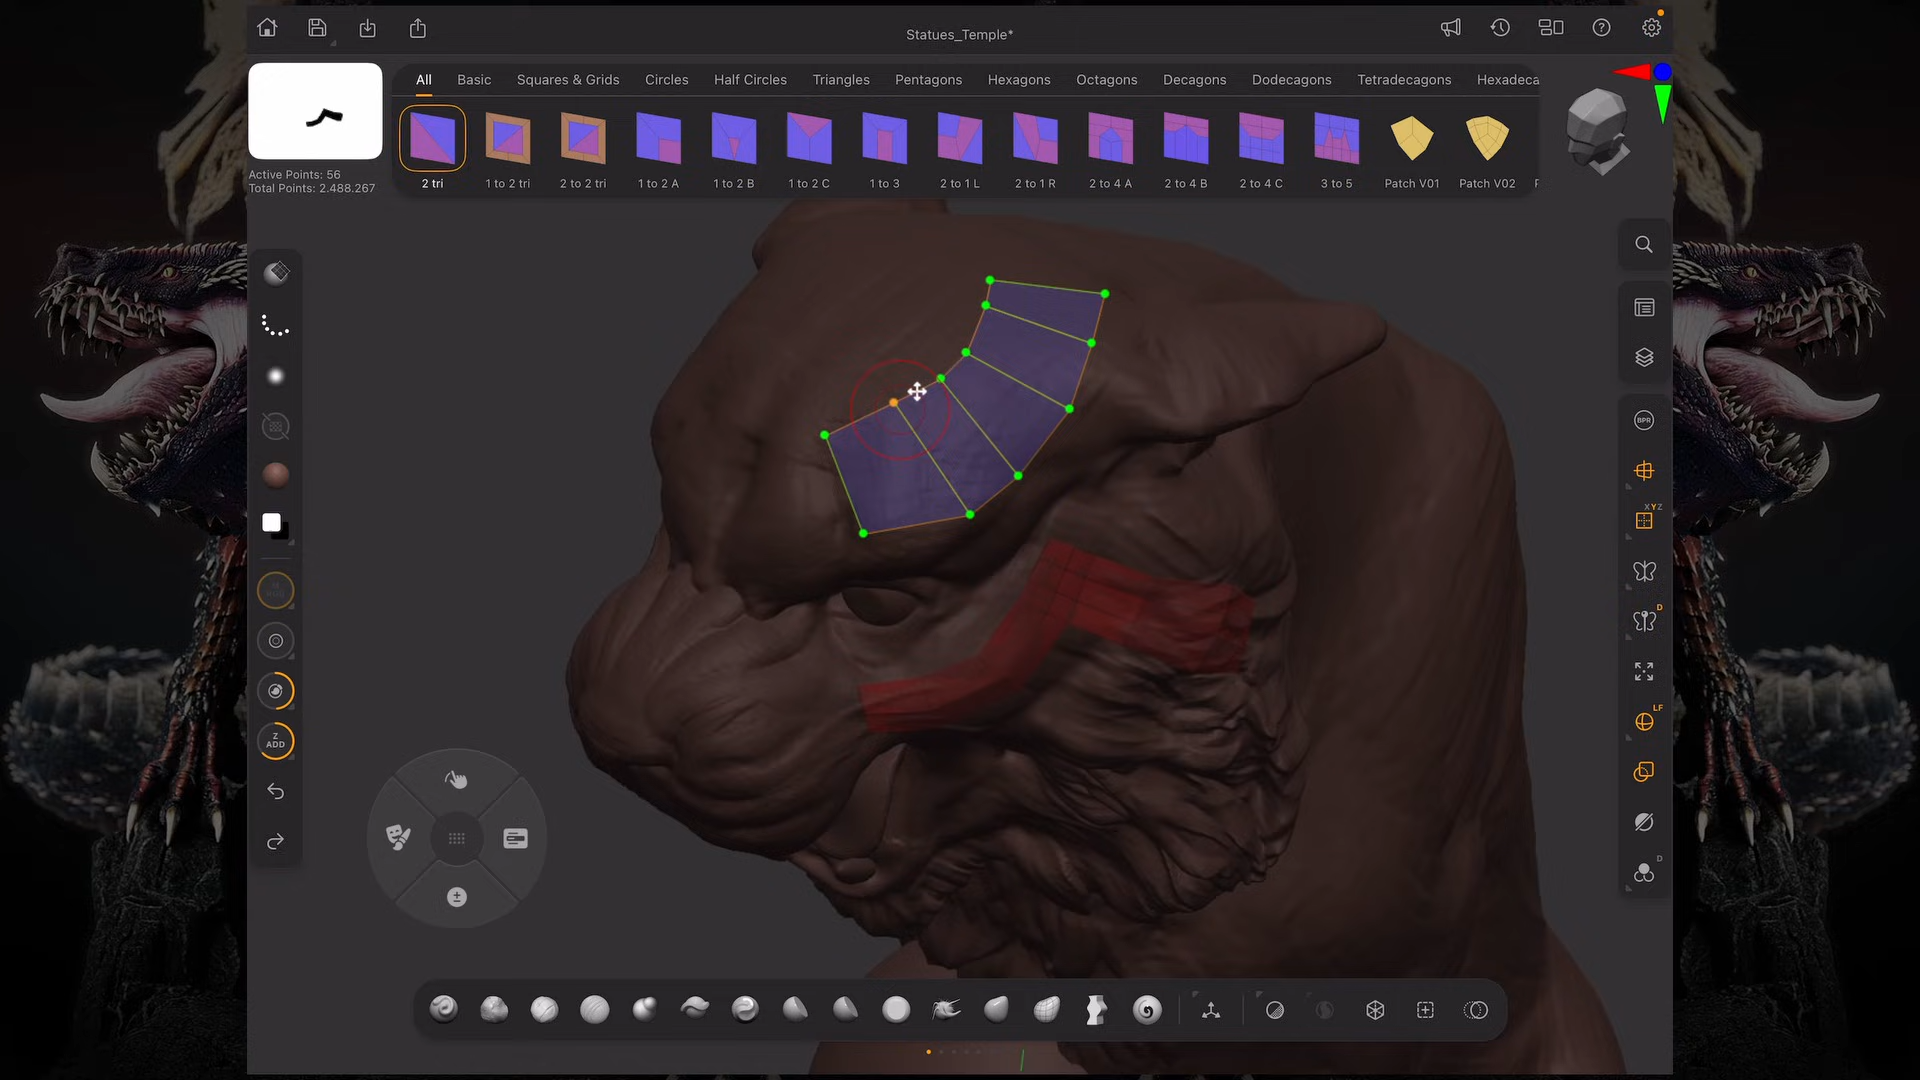 Statues_Temple*
All Basic Squares & Grids Circles Half Circles Triangles Pentagons Hexagons Octagons Decagons Dodecagons Tetradecagons Hexadeca
2 tri 1 to 2 tri 2 to 2 tri 1 to 2 A 1 to 2 B 1 to 2 C 1 to 3 2 to 1 L 2 to 1 R 2 to 4 A 2 to 4 B 2 to 4 C 3 to 5 Patch V01 Patch V02
Active Points: 56
Total Points: 2.488.267
BPR
XYZ
D
LF
D
Z
ADD